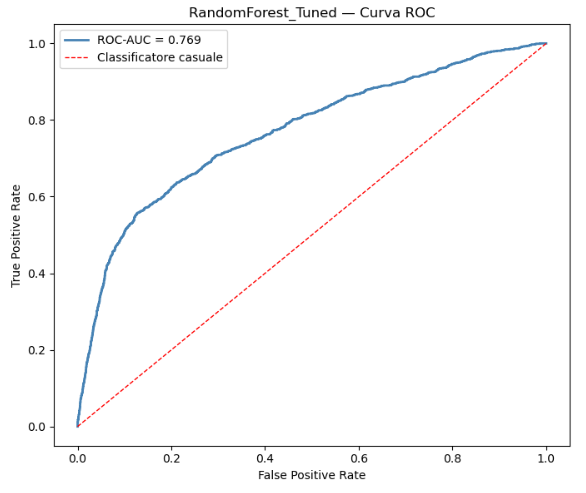 RandomForest_Tuned — Curva ROC
ROC-AUC = 0.769
Classificatore casuale
True Positive Rate
1.0
0.8
0.6
0.4
0.2
0.0
0.0 0.2 0.4 0.6 0.8 1.0
False Positive Rate